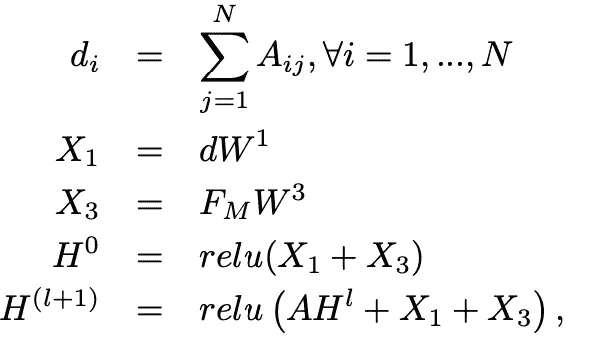 d_i = \sum_{j=1}^{N} A_{ij}, ∀i = 1, ..., N
X_1 = dW^1
X_3 = F_M W^3
H^0 = relu(X_1 + X_3)
H^{(l+1)} = relu (AH^l + X_1 + X_3) ,